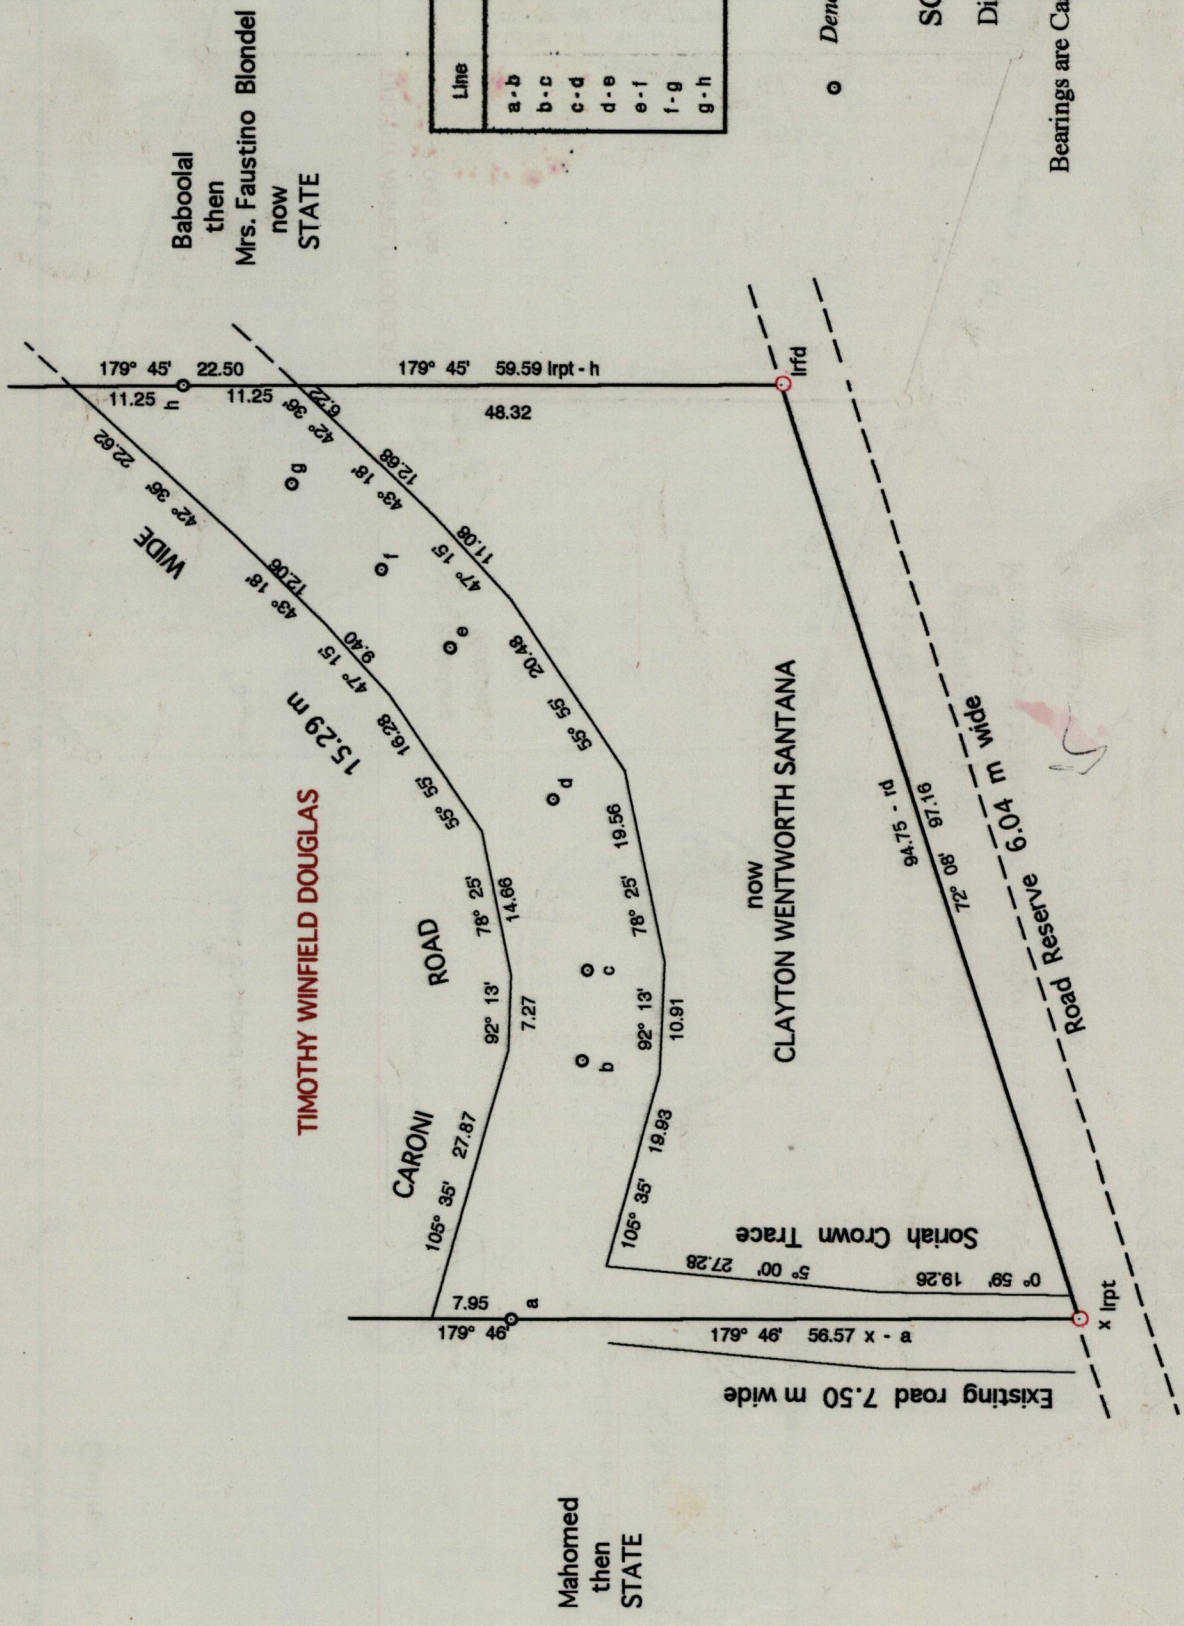 Baboolal
then
Mrs. Faustino Blondel
now
STATE
Line
a - b
b - c
c - d
d - e
e - f
f - g
g - h
Bearings are Ca
179° 45' 22.50
11.25 h 11.25
179° 45' 59.59 lrpt - h
48.32
lrfd
22.62
42° 36'
WIDE
43° 18'
12.06
47° 15'
9.40
15.29 m
16.28
55° 55'
78° 25'
14.66
ROAD
92° 13'
7.27
CARONI
27.87
105° 35'
42° 36'
6.22
43° 18'
12.68
47° 15'
11.08
20.48
55° 55'
19.56
78° 25'
92° 13'
10.91
19.93
105° 35'
g
f
e
d
c
b
a
TIMOTHY WINFIELD DOUGLAS
now
CLAYTON WENTWORTH SANTANA
94.75 - rd
72° 08' 97.16
Road Reserve 6.04 m wide
Soriah Crown Trace
0° 59' 19.26 5° 00' 27.28
7.95
179° 46'
179° 46' 56.57 x - a
x lrpt
Existing road 7.50 m wide
Mahomed
then
STATE